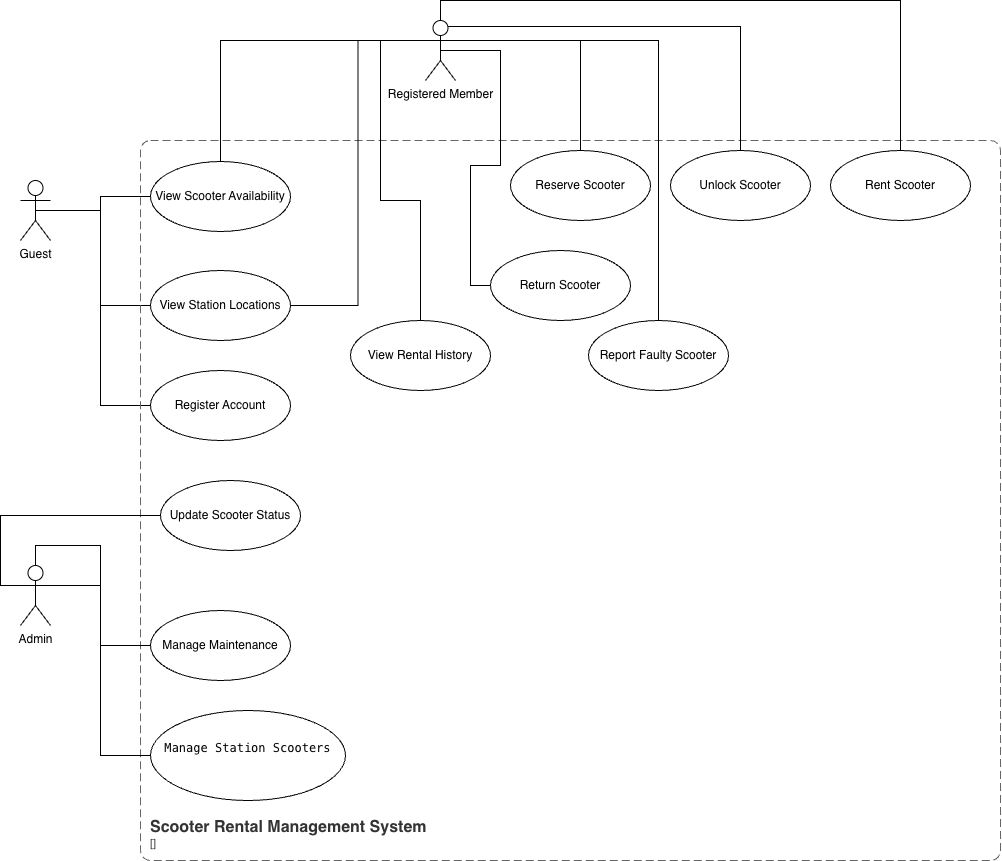 Registered Member
View Scooter Availability
Reserve Scooter
Unlock Scooter
Rent Scooter
Guest
View Station Locations
Return Scooter
View Rental History
Report Faulty Scooter
Register Account
Update Scooter Status
Admin
Manage Maintenance
Manage Station Scooters
Scooter Rental Management System
[]